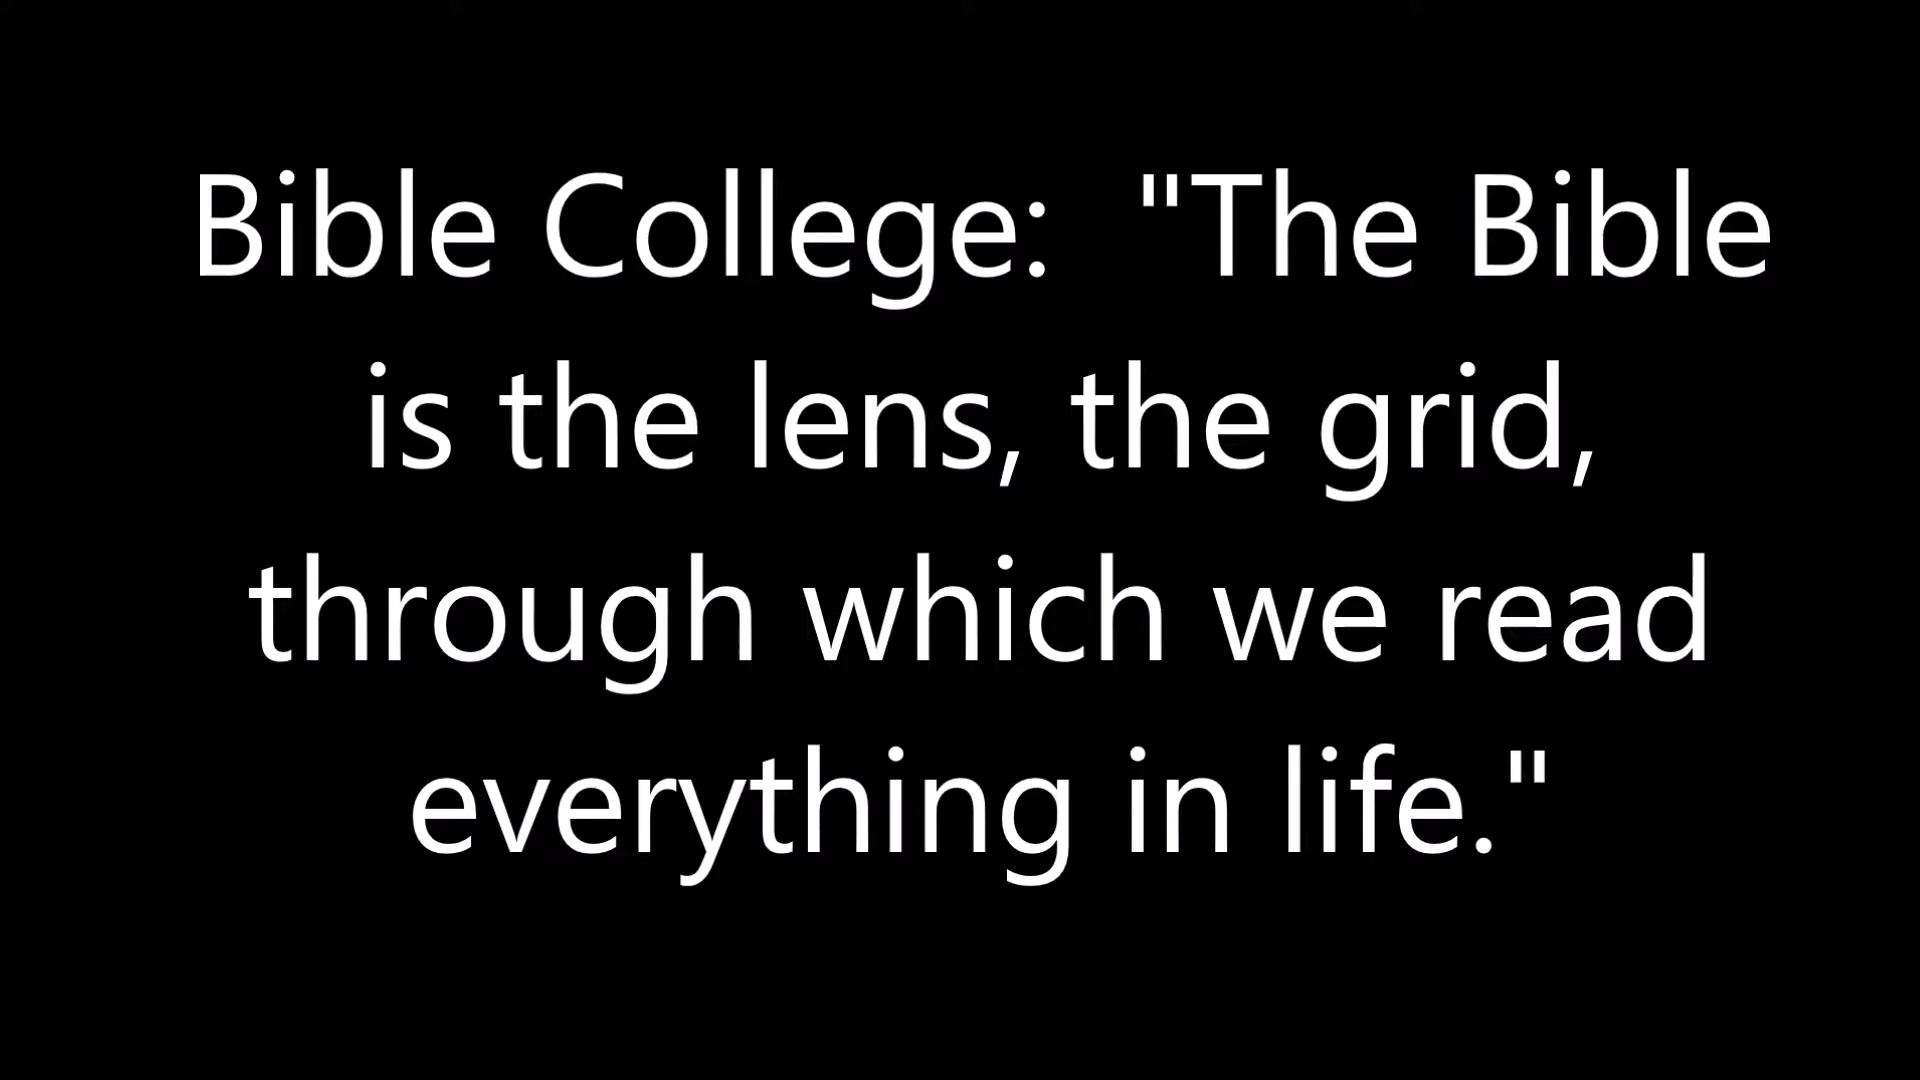 Bible College:  "The Bible
is the lens, the grid,
through which we read
everything in life."